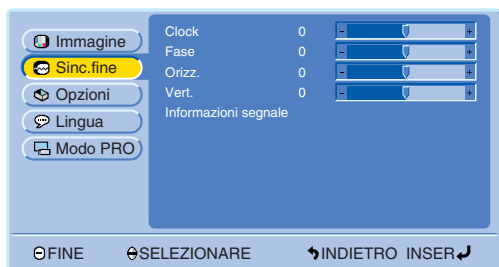 Immagine
Sinc.fine
Opzioni
Lingua
Modo PRO
Clock 0 - +
Fase 0 - +
Orizz. 0 - +
Vert. 0 - +
Informazioni segnale
FINE SELEZIONARE INDIETRO INSER